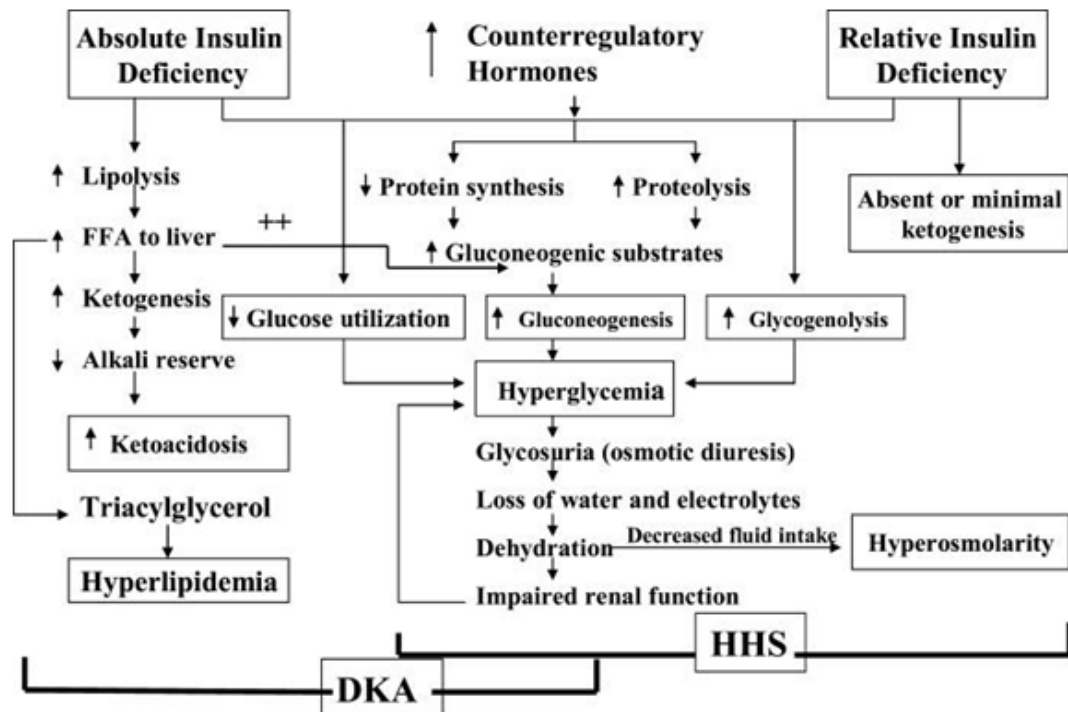 Absolute Insulin
Deficiency
↑ Counterregulatory
Hormones
Relative Insulin
Deficiency
↑ Lipolysis
↓ Protein synthesis
↑ Proteolysis
Absent or minimal
ketogenesis
↑ FFA to liver
++
↑ Gluconeogenic substrates
↑ Ketogenesis
↓ Glucose utilization
↑ Gluconeogenesis
↑ Glycogenolysis
↓ Alkali reserve
Hyperglycemia
↑ Ketoacidosis
Glycosuria (osmotic diuresis)
Triacylglycerol
Loss of water and electrolytes
Dehydration
Decreased fluid intake
Hyperosmolarity
Hyperlipidemia
Impaired renal function
HHS
DKA